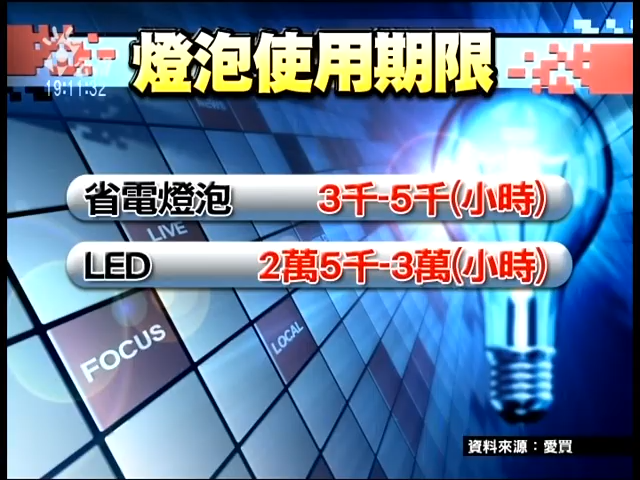 燈泡使用期限
19:11:32
省電燈泡 3千-5千(小時)
LIVE
LED 2萬5千-3萬(小時)
FOCUS
LOCAL
資料來源：愛買